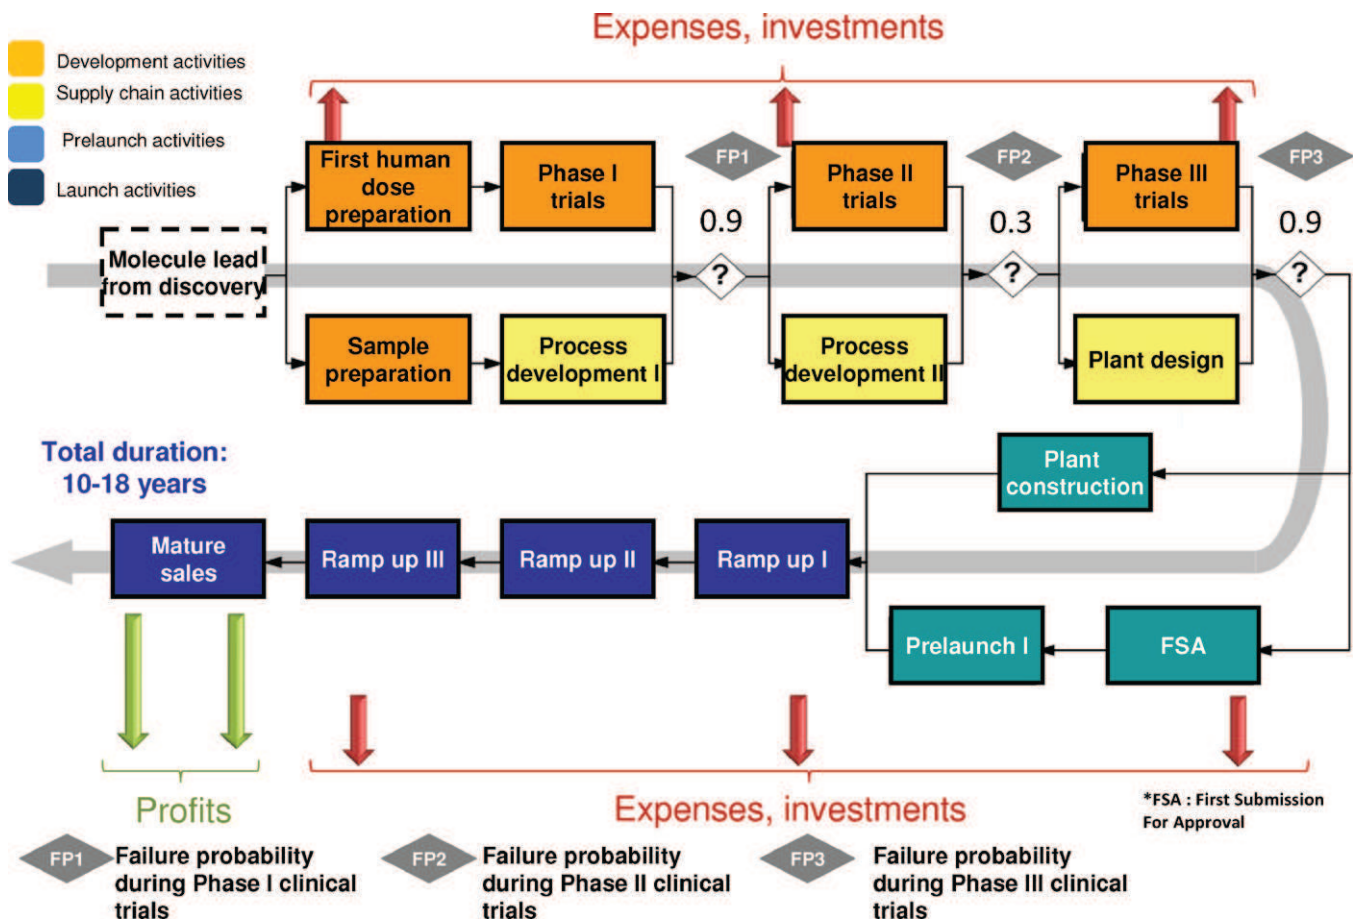 Expenses, investments
Development activities
Supply chain activities
Prelaunch activities
Launch activities
FP1
FP2
FP3
First human
dose
preparation
Phase I
trials
Phase II
trials
Phase III
trials
0.9
0.3
0.9
Molecule lead
from discovery
?
?
?
Sample
preparation
Process
development I
Process
development II
Plant design
Total duration:
10-18 years
Plant
construction
Mature
sales
Ramp up III
Ramp up II
Ramp up I
Prelaunch I
FSA
Profits
Expenses, investments
*FSA : First Submission
For Approval
FP1
Failure probability
during Phase I clinical
trials
FP2
Failure probability
during Phase II clinical
trials
FP3
Failure probability
during Phase III clinical
trials